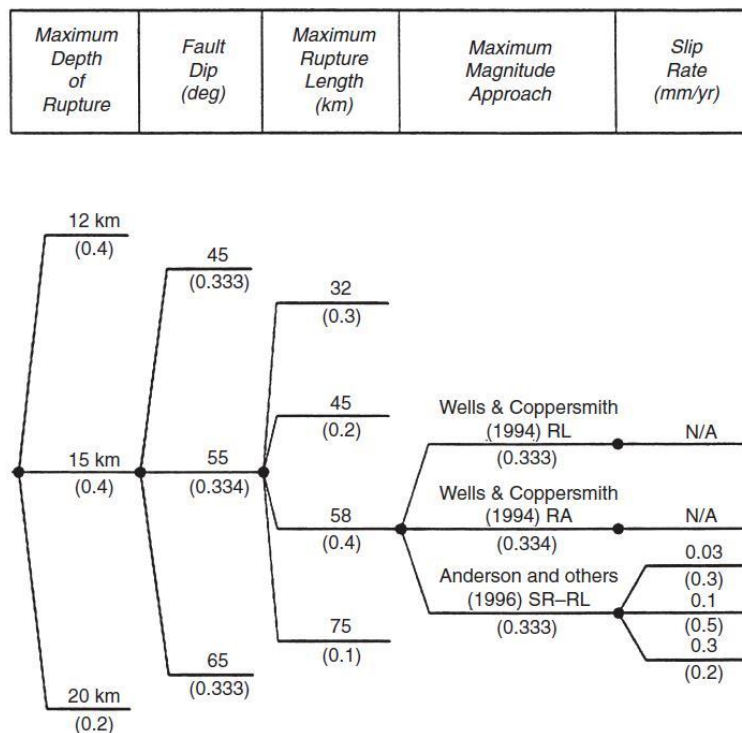 Maximum
Depth
of
Rupture
Fault
Dip
(deg)
Maximum
Rupture
Length
(km)
Maximum
Magnitude
Approach
Slip
Rate
(mm/yr)
12 km
(0.4)
15 km
(0.4)
20 km
(0.2)
45
(0.333)
55
(0.334)
65
(0.333)
32
(0.3)
45
(0.2)
58
(0.4)
75
(0.1)
Wells & Coppersmith
(1994) RL
(0.333)
Wells & Coppersmith
(1994) RA
(0.334)
Anderson and others
(1996) SR–RL
(0.333)
N/A
N/A
0.03
(0.3)
0.1
(0.5)
0.3
(0.2)